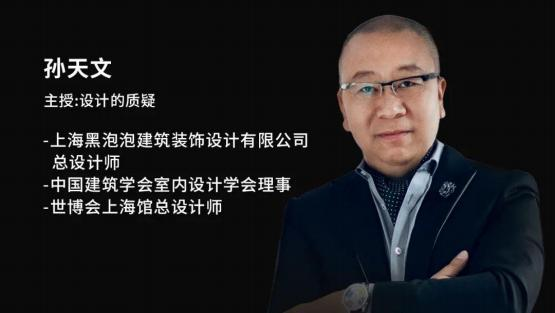 孙天文
主授:设计的质疑
-上海黑泡泡建筑装饰设计有限公司
总设计师
-中国建筑学会室内设计学会理事
-世博会上海馆总设计师